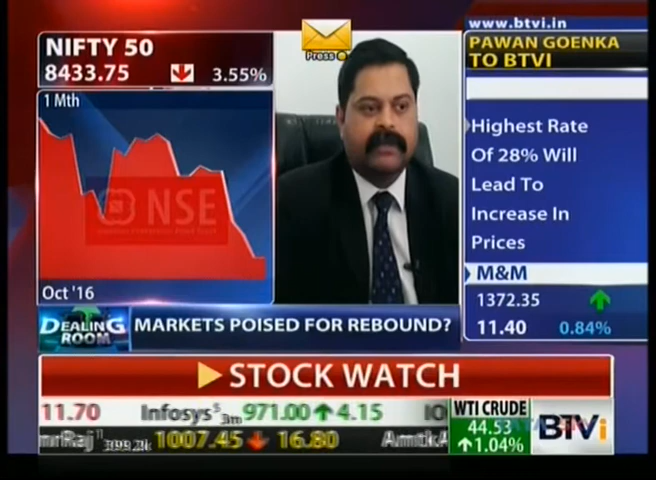 www.btvi.in
NIFTY 50
8433.75 3.55%
1 Mth
NSE
Oct '16
Press
PAWAN GOENKA
TO BTVI
Highest Rate
Of 28% Will
Lead To
Increase In
Prices
M&M
1372.35
11.40 0.84%
DEALING
ROOM
MARKETS POISED FOR REBOUND?
STOCK WATCH
11.70 Infosys 3m 971.00 4.15 IO
1007.45 16.80
WTI CRUDE
44.53
1.04%
BTVi